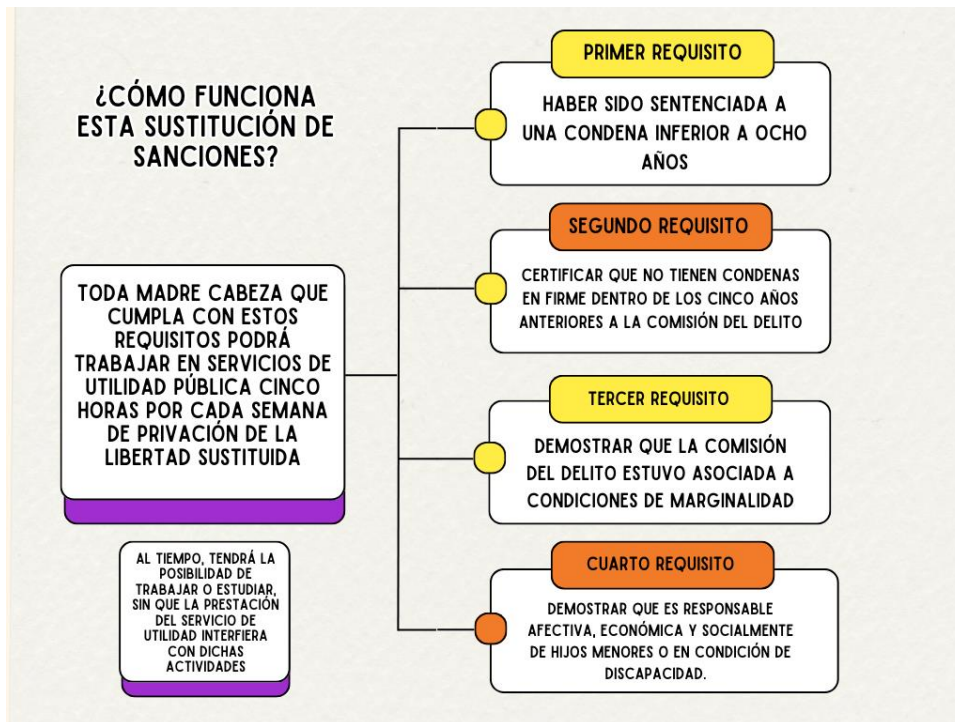 ¿CÓMO FUNCIONA
ESTA SUSTITUCIÓN DE
SANCIONES?
TODA MADRE CABEZA QUE
CUMPLA CON ESTOS
REQUISITOS PODRÁ
TRABAJAR EN SERVICIOS DE
UTILIDAD PÚBLICA CINCO
HORAS POR CADA SEMANA
DE PRIVACIÓN DE LA
LIBERTAD SUSTITUIDA
AL TIEMPO, TENDRÁ LA
POSIBILIDAD DE
TRABAJAR O ESTUDIAR,
SIN QUE LA PRESTACIÓN
DEL SERVICIO DE
UTILIDAD INTERFIERA
CON DICHAS
ACTIVIDADES
PRIMER REQUISITO
HABER SIDO SENTENCIADA A
UNA CONDENA INFERIOR A OCHO
AÑOS
SEGUNDO REQUISITO
CERTIFICAR QUE NO TIENEN CONDENAS
EN FIRME DENTRO DE LOS CINCO AÑOS
ANTERIORES A LA COMISIÓN DEL DELITO
TERCER REQUISITO
DEMOSTRAR QUE LA COMISIÓN
DEL DELITO ESTUVO ASOCIADA A
CONDICIONES DE MARGINALIDAD
CUARTO REQUISITO
DEMOSTRAR QUE ES RESPONSABLE
AFECTIVA, ECONÓMICA Y SOCIALMENTE
DE HIJOS MENORES O EN CONDICIÓN DE
DISCAPACIDAD.